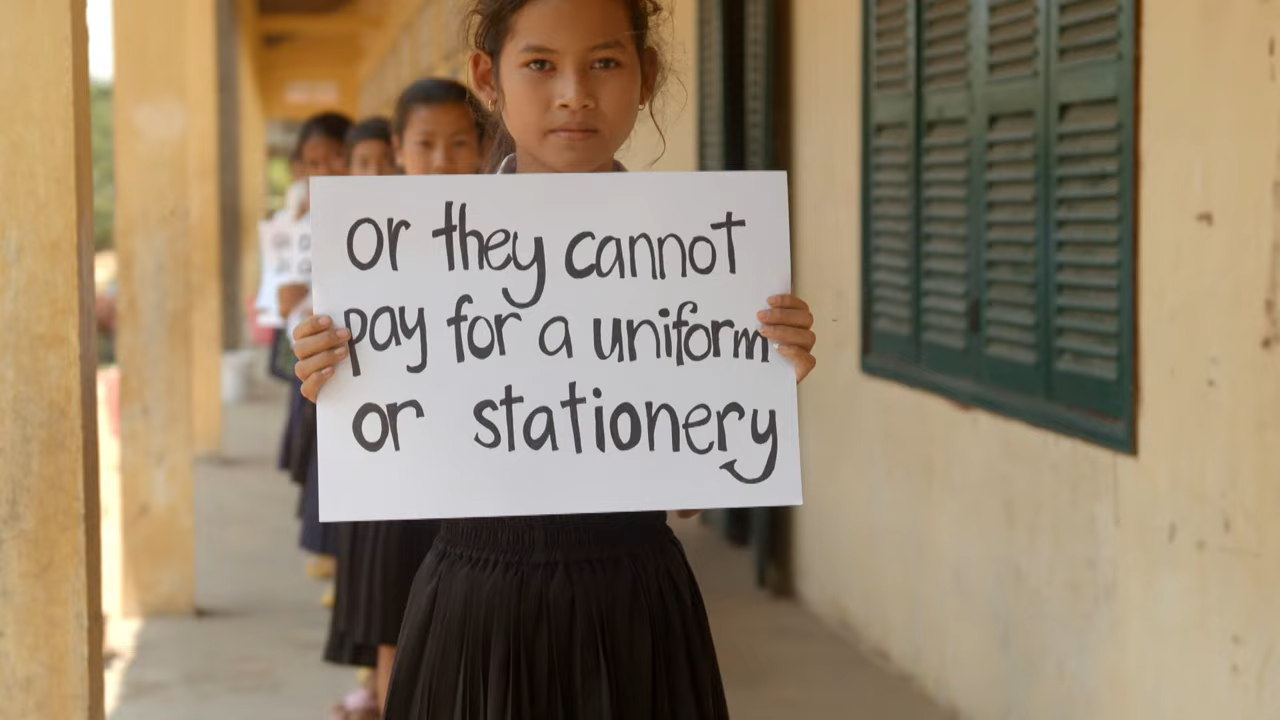 or they cannot
pay for a uniform
or stationery